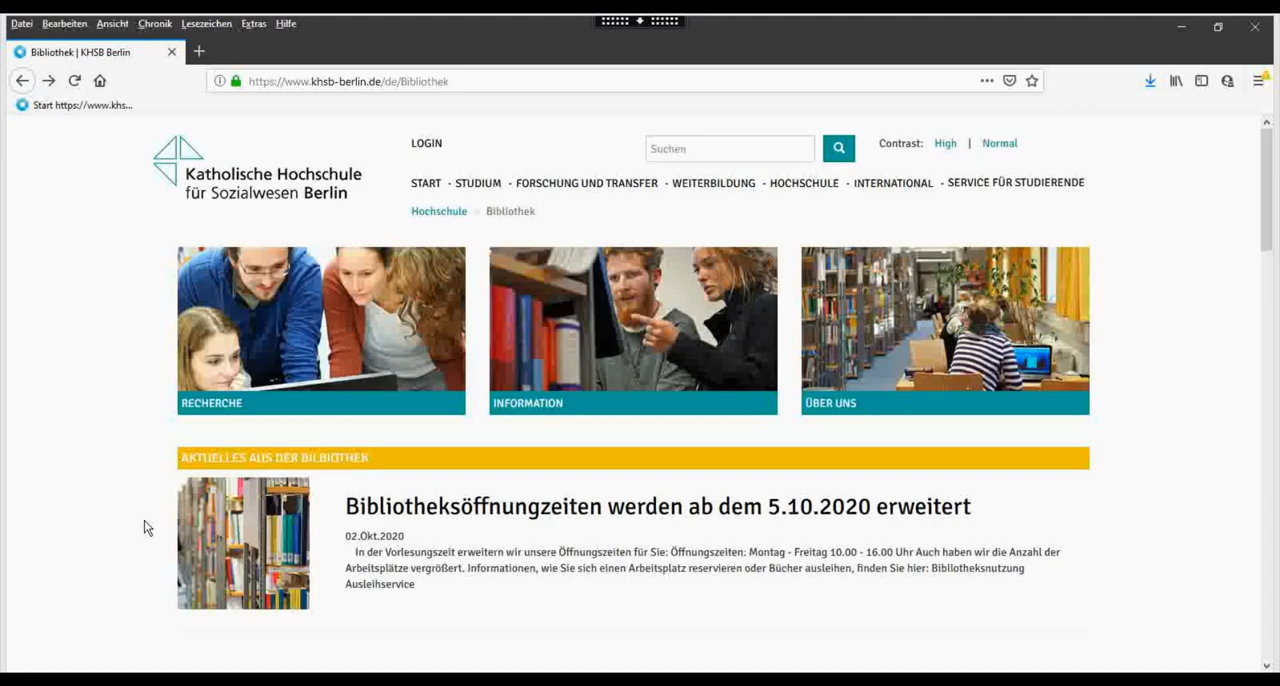 Datei Bearbeiten Ansicht Chronik Lesezeichen Extras Hilfe
Bibliothek | KHSB Berlin
https://www.khsb-berlin.de/de/Bibliothek
Start https://www.khs...
Katholische Hochschule
für Sozialwesen Berlin
LOGIN
Suchen
Contrast: High | Normal
START - STUDIUM - FORSCHUNG UND TRANSFER - WEITERBILDUNG - HOCHSCHULE - INTERNATIONAL - SERVICE FÜR STUDIERENDE
Hochschule » Bibliothek
RECHERCHE
INFORMATION
ÜBER UNS
AKTUELLES AUS DER BILBIOTHEK
Bibliotheksöffnungzeiten werden ab dem 5.10.2020 erweitert
02.Okt.2020
In der Vorlesungszeit erweitern wir unsere Öffnungszeiten für Sie: Öffnungszeiten: Montag - Freitag 10.00 - 16.00 Uhr Auch haben wir die Anzahl der
Arbeitsplätze vergrößert. Informationen, wie Sie sich einen Arbeitsplatz reservieren oder Bücher ausleihen, finden Sie hier: Bibliotheksnutzung
Ausleihservice